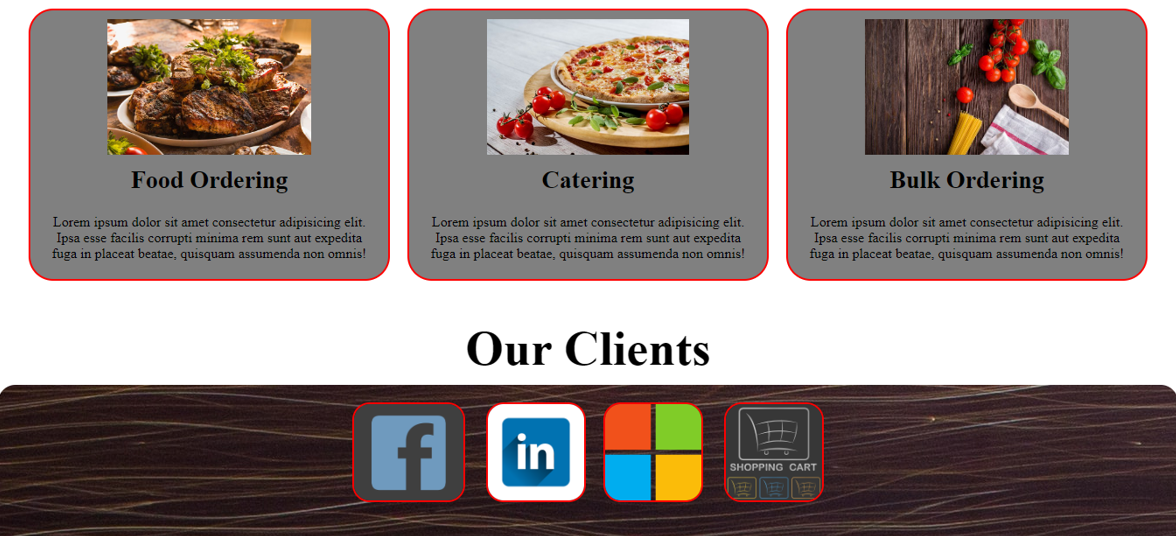 Food Ordering
Lorem ipsum dolor sit amet consectetur adipisicing elit.
Ipsa esse facilis corrupti minima rem sunt aut expedita
fuga in placeat beatae, quisquam assumenda non omnis!
Catering
Lorem ipsum dolor sit amet consectetur adipisicing elit.
Ipsa esse facilis corrupti minima rem sunt aut expedita
fuga in placeat beatae, quisquam assumenda non omnis!
Bulk Ordering
Lorem ipsum dolor sit amet consectetur adipisicing elit.
Ipsa esse facilis corrupti minima rem sunt aut expedita
fuga in placeat beatae, quisquam assumenda non omnis!
Our Clients
f
in
SHOPPING CART